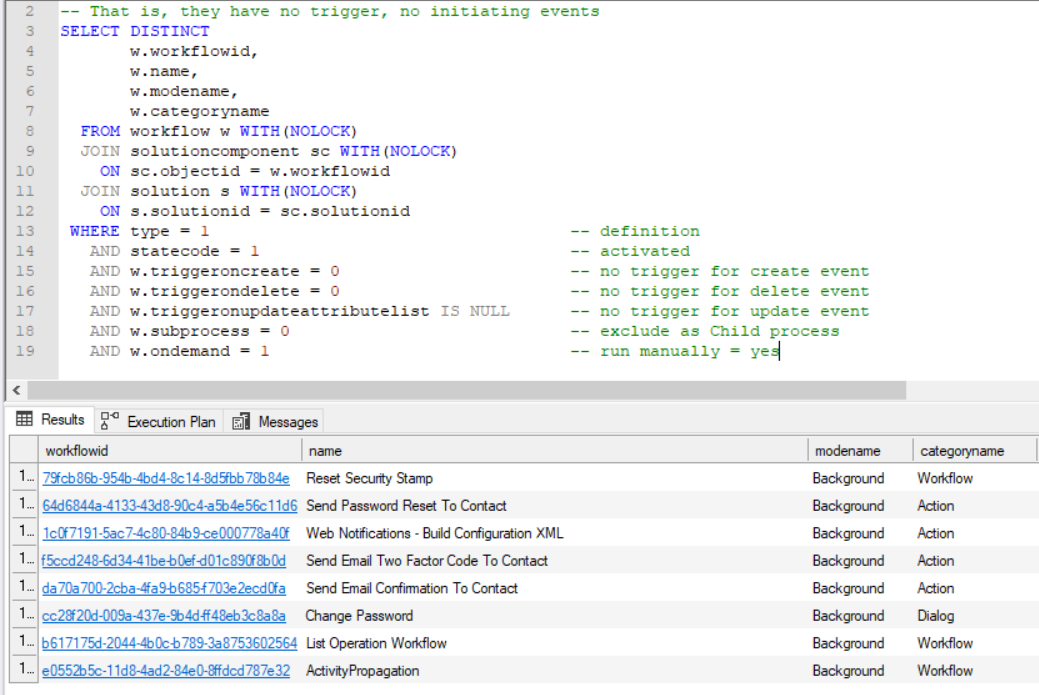 2 -- That is, they have no trigger, no initiating events
3 SELECT DISTINCT
4 w.workflowid,
5 w.name,
6 w.modename,
7 w.categoryname
8 FROM workflow w WITH(NOLOCK)
9 JOIN solutioncomponent sc WITH(NOLOCK)
10 ON sc.objectid = w.workflowid
11 JOIN solution s WITH(NOLOCK)
12 ON s.solutionid = sc.solutionid
13 WHERE type = 1 -- definition
14 AND statecode = 1 -- activated
15 AND w.triggeroncreate = 0 -- no trigger for create event
16 AND w.triggerondelete = 0 -- no trigger for delete event
17 AND w.triggeronupdateattributelist IS NULL -- no trigger for update event
18 AND w.subprocess = 0 -- exclude as Child process
19 AND w.ondemand = 1 -- run manually = yes
Results Execution Plan Messages
workflowid name modename categoryname
1... 79fcb86b-954b-4bd4-8c14-8d5fbb78b84e Reset Security Stamp Background Workflow
1... 64d6844a-4133-43d8-90c4-a5b4e56c11d6 Send Password Reset To Contact Background Action
1... 1c0f7191-5ac7-4c80-84b9-ce000778a40f Web Notifications - Build Configuration XML Background Action
1... f5ccd248-6d34-41be-b0ef-d01c890f8b0d Send Email Two Factor Code To Contact Background Action
1... da70a700-2cba-4fa9-b685-f703e2ecd0fa Send Email Confirmation To Contact Background Action
1... cc28f20d-009a-437e-9b4d-ff48eb3c8a8a Change Password Background Dialog
1... b617175d-2044-4b0c-b789-3a8753602564 List Operation Workflow Background Workflow
1... e0552b5c-11d8-4ad2-84e0-8ffdcd787e32 ActivityPropagation Background Workflow